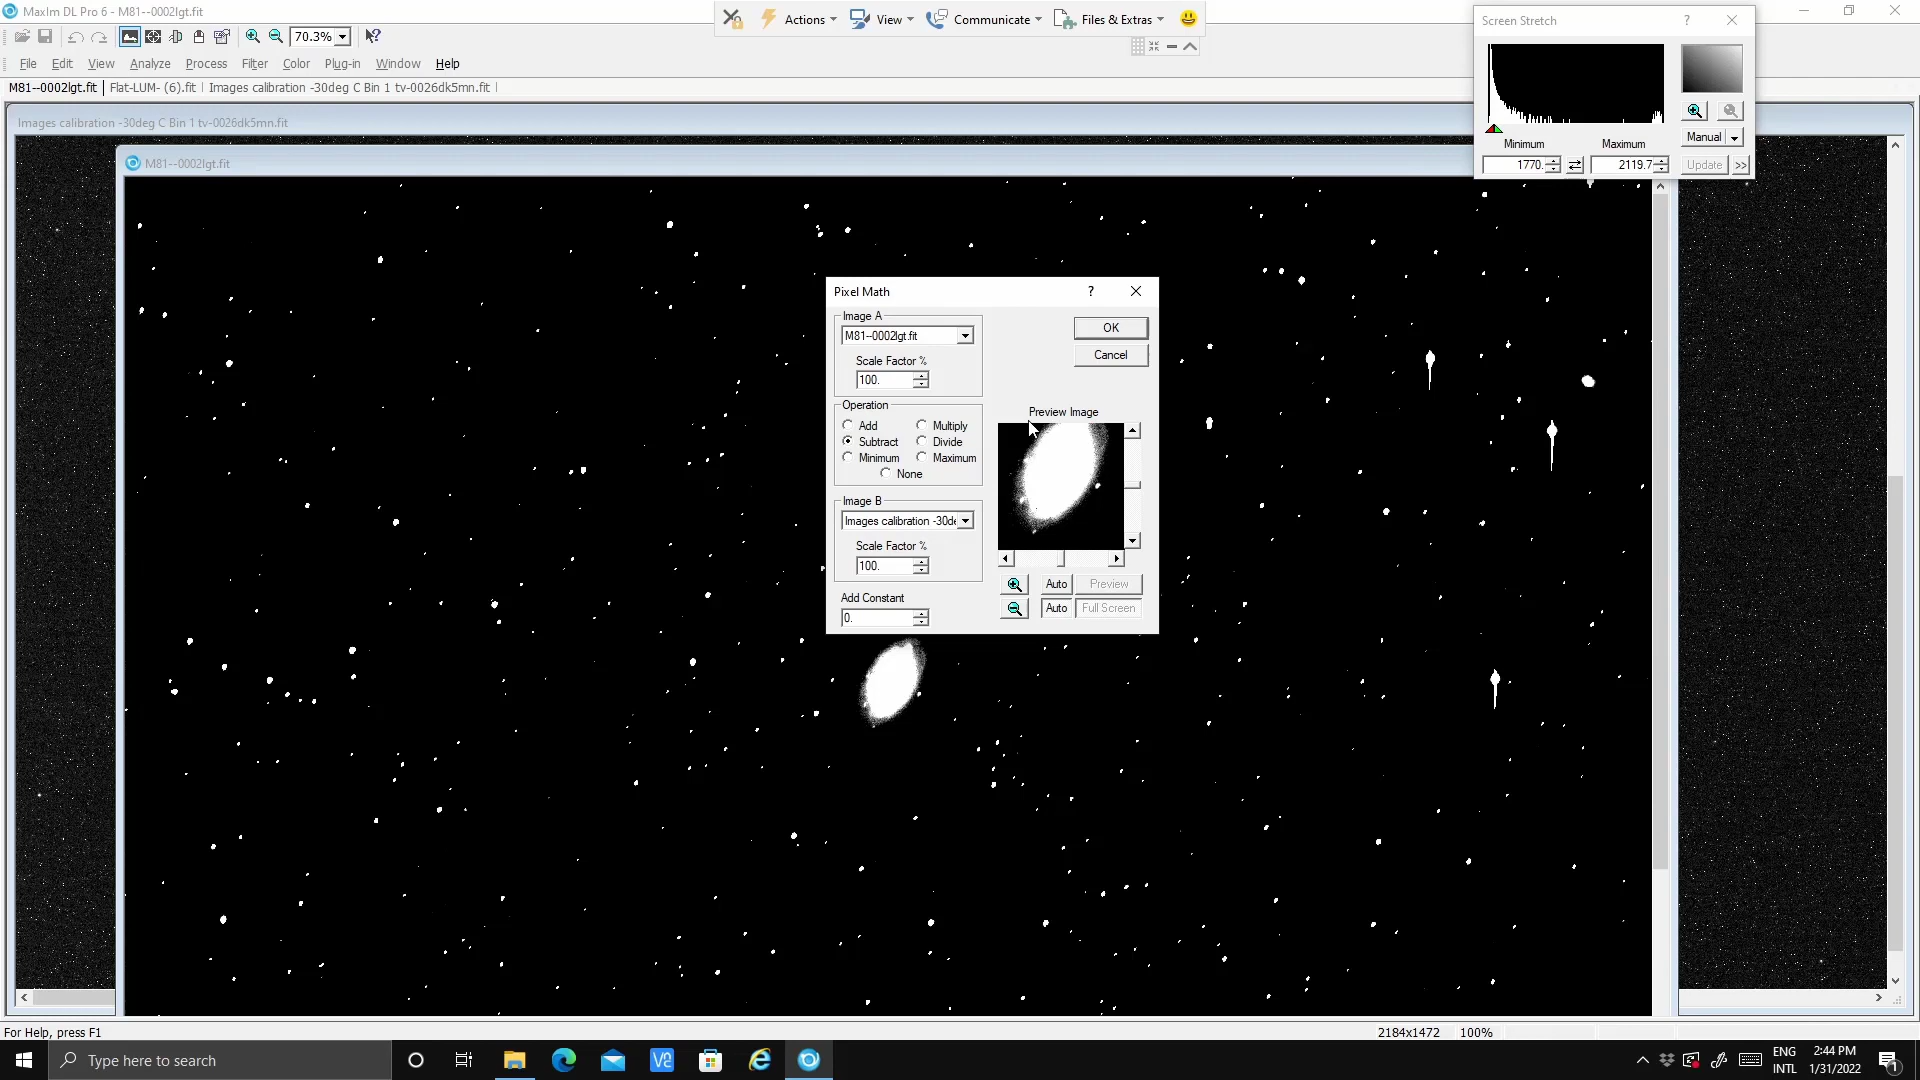 MaxIm DL Pro 6 - M81--0002lgt.fit
Actions
View
Communicate
Files & Extras
70.3%
File Edit View Analyze Process Filter Color Plug-in Window Help
M81--0002lgt.fit | Flat-LUM- (6).fit | Images calibration -30deg C Bin 1 tv-0026dk5mn.fit |
Images calibration -30deg C Bin 1 tv-0026dk5mn.fit
M81--0002lgt.fit
Screen Stretch ?
Manual
Minimum Maximum
1770. 2119.7 Update >>
Pixel Math ?
Image A
M81--0002lgt.fit
Scale Factor %
100.
OK
Cancel
Operation
Add Multiply
Subtract Divide
Minimum Maximum
None
Image B
Images calibration -30de
Scale Factor %
100.
Add Constant
0.
Preview Image
Auto Preview
Auto Full Screen
For Help, press F1
2184x1472 100%
Type here to search
ENG
INTL
2:44 PM
1/31/2022
1